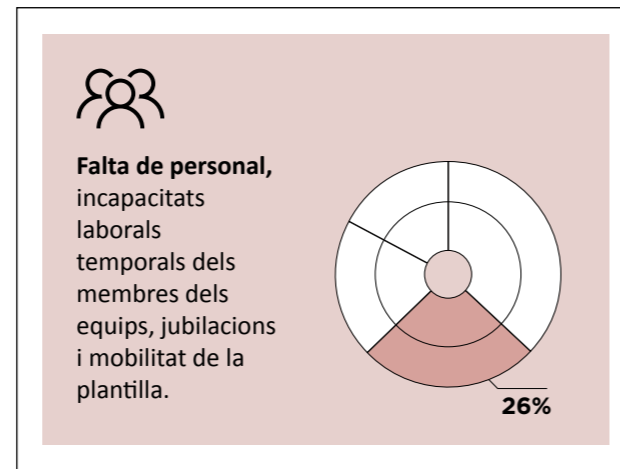 Falta de personal,
incapacitats
laborals
temporals dels
membres dels
equips, jubilacions
i mobilitat de la
plantilla.
26%